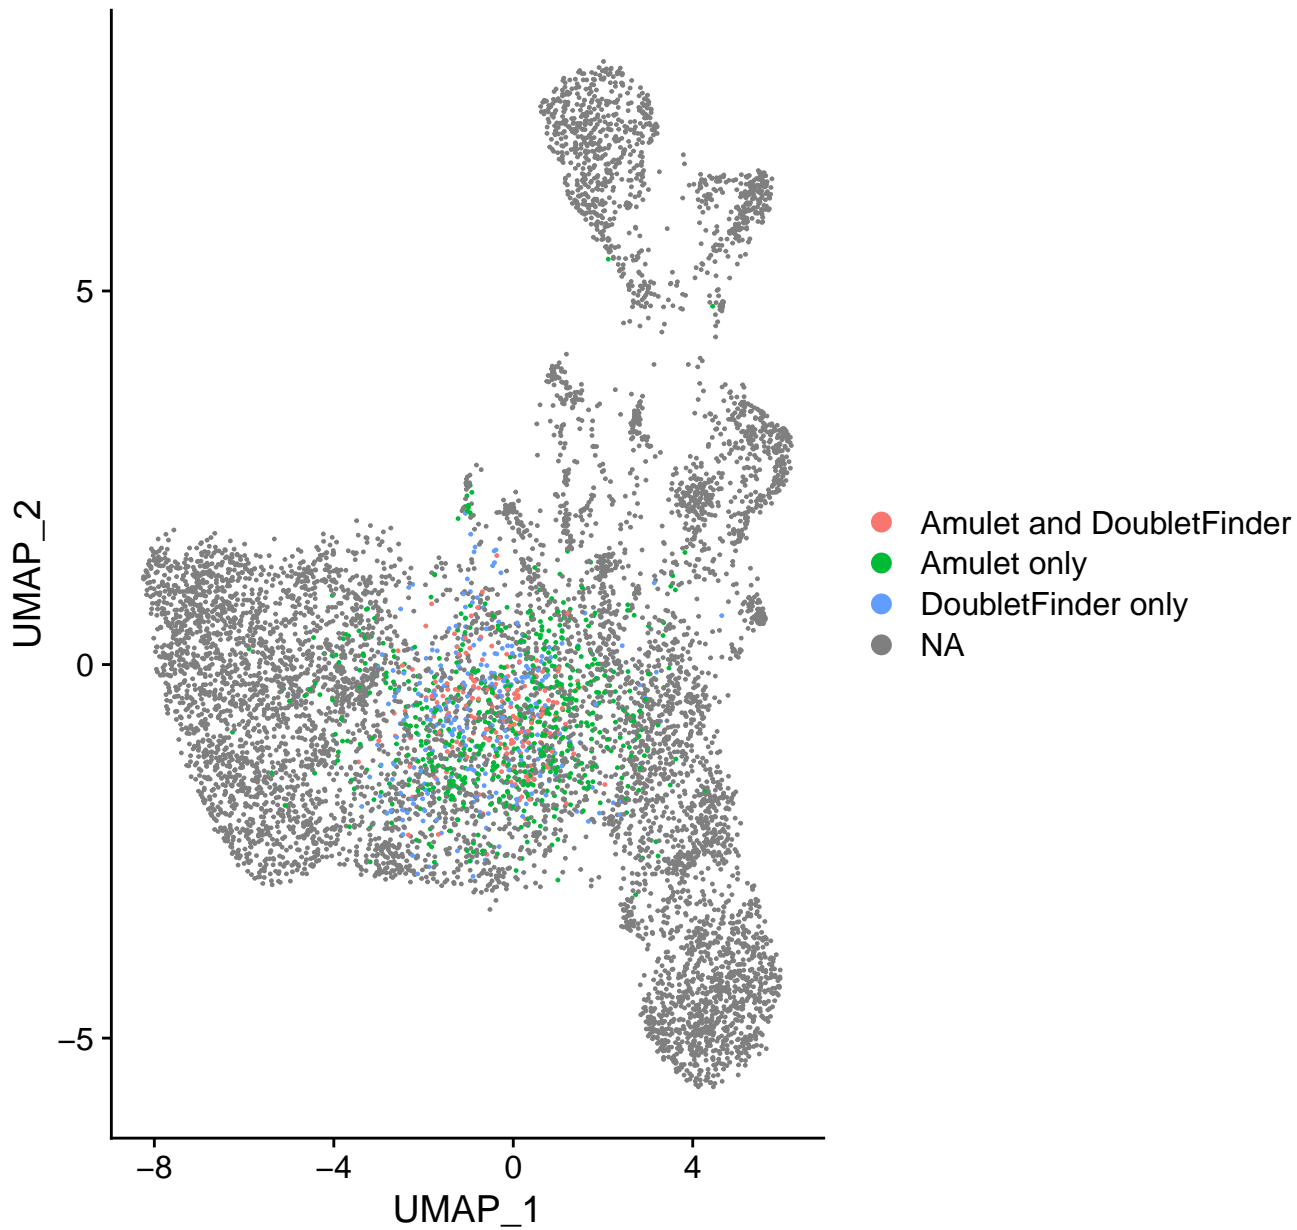 5
0
−5
UMAP_2
−8
−4
0
4
UMAP_1
Amulet and DoubletFinder
Amulet only
DoubletFinder only
NA